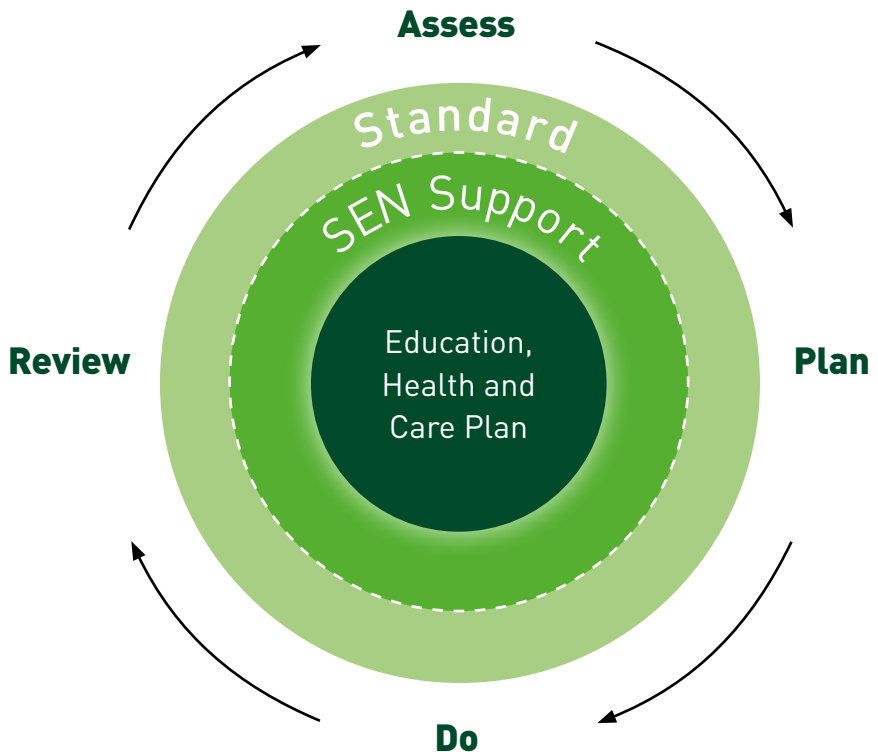 Assess
Standard
SEN Support
Education,
Health and
Care Plan
Review
Plan
Do